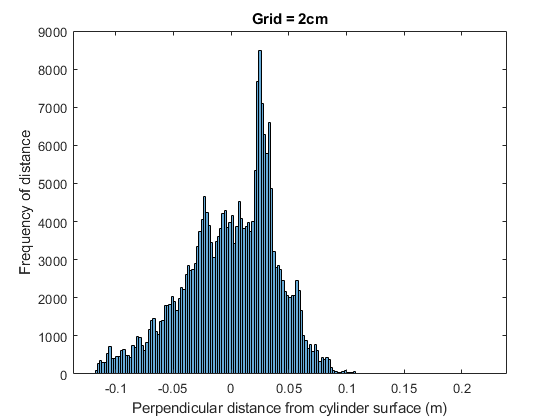 Grid = 2cm
9000
8000
7000
6000
5000
4000
3000
2000
1000
0
Frequency of distance
-0.1 -0.05 0 0.05 0.1 0.15 0.2
Perpendicular distance from cylinder surface (m)